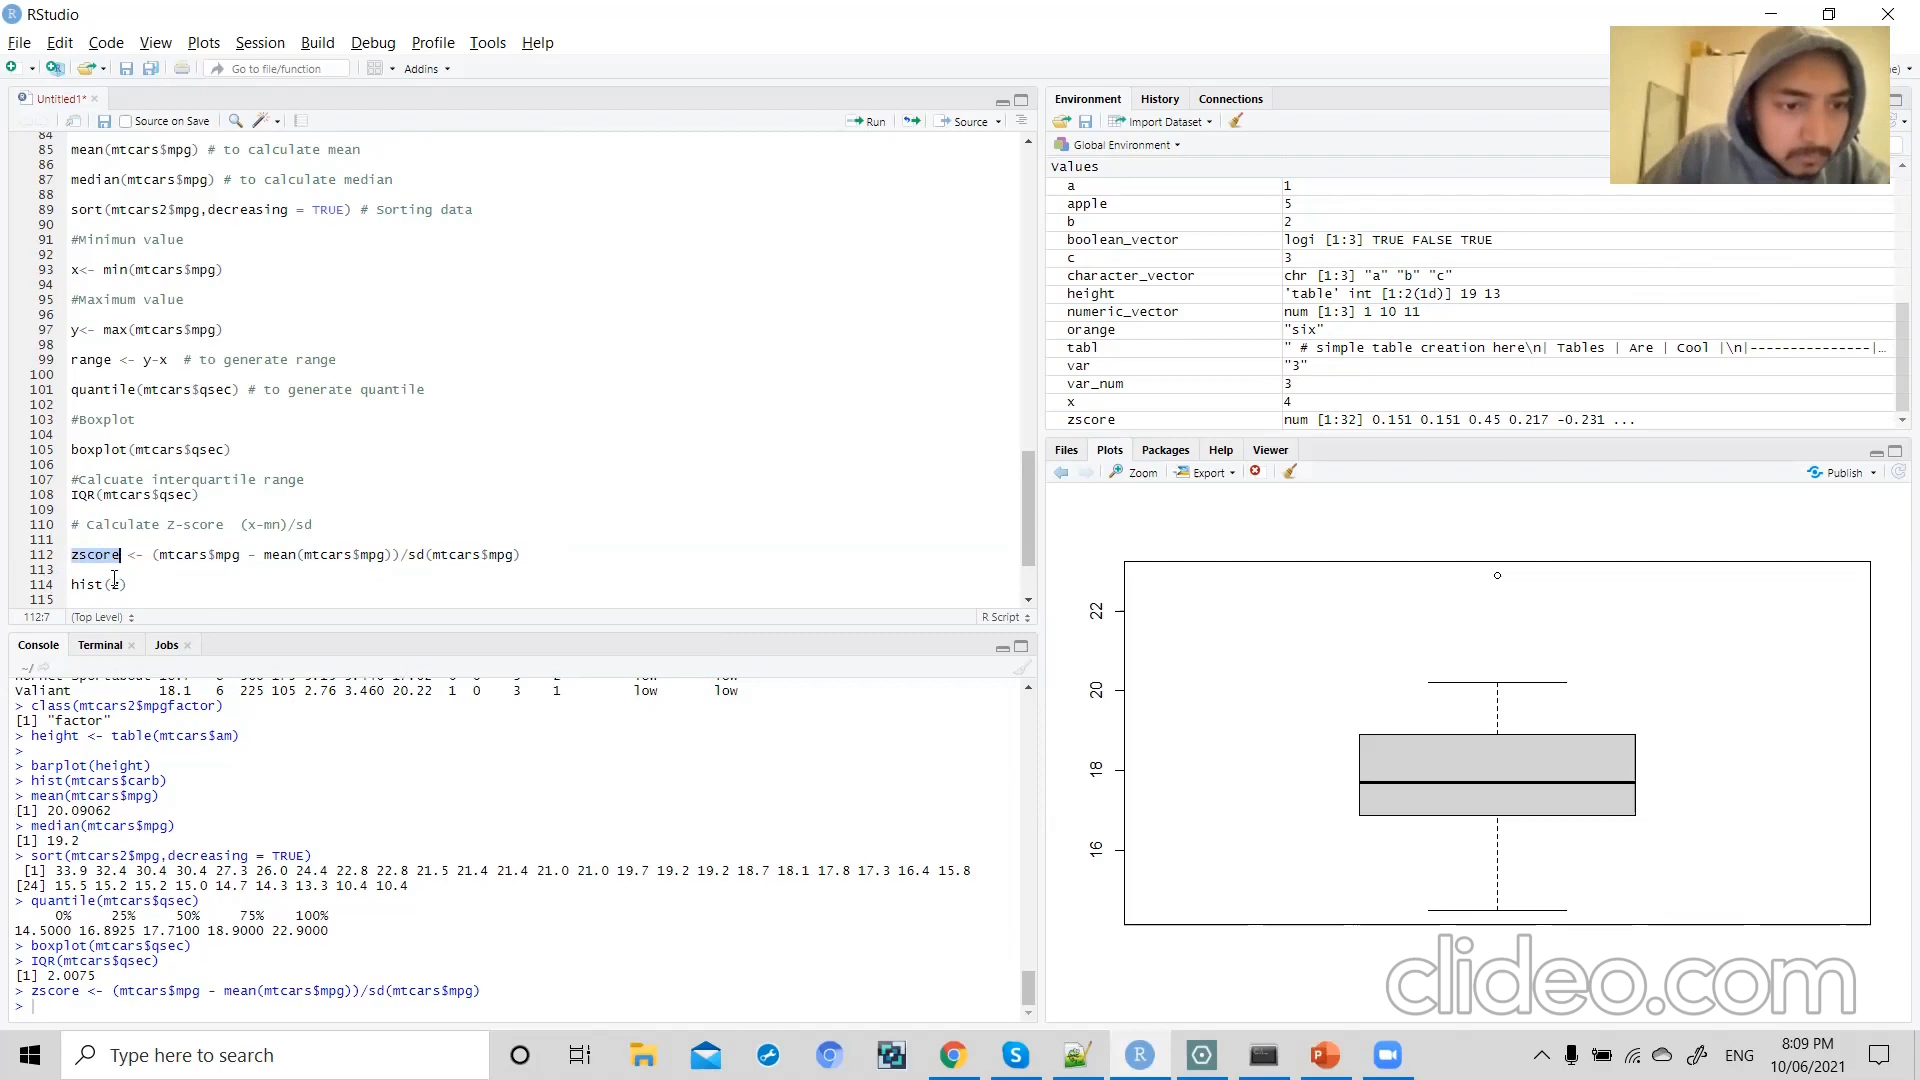 RStudio
File Edit Code View Plots Session Build Debug Profile Tools Help
Go to file/function Addins
Untitled1*
Source on Save Run Source
84
85 mean(mtcars$mpg) # to calculate mean
86
87 median(mtcars$mpg) # to calculate median
88
89 sort(mtcars2$mpg,decreasing = TRUE) # Sorting data
90
91 #Minimun value
92
93 x<- min(mtcars$mpg)
94
95 #Maximum value
96
97 y<- max(mtcars$mpg)
98
99 range <- y-x # to generate range
100
101 quantile(mtcars$qsec) # to generate quantile
102
103 #Boxplot
104
105 boxplot(mtcars$qsec)
106
107 #Calcuate interquartile range
108 IQR(mtcars$qsec)
109
110 # Calculate Z-score (x-mn)/sd
111
112 zscore <- (mtcars$mpg - mean(mtcars$mpg))/sd(mtcars$mpg)
113
114 hist(z)
115
112:7 (Top Level) R Script
Console Terminal Jobs
~/
Valiant 18.1 6 225 105 2.76 3.460 20.22 1 0 3 1 low low
> class(mtcars2$mpgfactor)
[1] "factor"
> height <- table(mtcars$am)
>
> barplot(height)
> hist(mtcars$carb)
> mean(mtcars$mpg)
[1] 20.09062
> median(mtcars$mpg)
[1] 19.2
> sort(mtcars2$mpg,decreasing = TRUE)
[1] 33.9 32.4 30.4 30.4 27.3 26.0 24.4 22.8 22.8 21.5 21.4 21.4 21.0 21.0 19.7 19.2 19.2 18.7 18.1 17.8 17.3 16.4 15.8
[24] 15.5 15.2 15.2 15.0 14.7 14.3 13.3 10.4 10.4
> quantile(mtcars$qsec)
0% 25% 50% 75% 100%
14.5000 16.8925 17.7100 18.9000 22.9000
> boxplot(mtcars$qsec)
> IQR(mtcars$qsec)
[1] 2.0075
> zscore <- (mtcars$mpg - mean(mtcars$mpg))/sd(mtcars$mpg)
>
Environment History Connections
Import Dataset
Global Environment
Values
a 1
apple 5
b 2
boolean_vector logi [1:3] TRUE FALSE TRUE
c 3
character_vector chr [1:3] "a" "b" "c"
height 'table' int [1:2(1d)] 19 13
numeric_vector num [1:3] 1 10 11
orange "six"
tabl " # simple table creation here\n| Tables | Are | Cool |\n|---------------|…
var "3"
var_num 3
x 4
zscore num [1:32] 0.151 0.151 0.45 0.217 -0.231 ...
Files Plots Packages Help Viewer
Zoom Export Publish
22
20
18
16
clideo.com
Type here to search
ENG
8:09 PM
10/06/2021